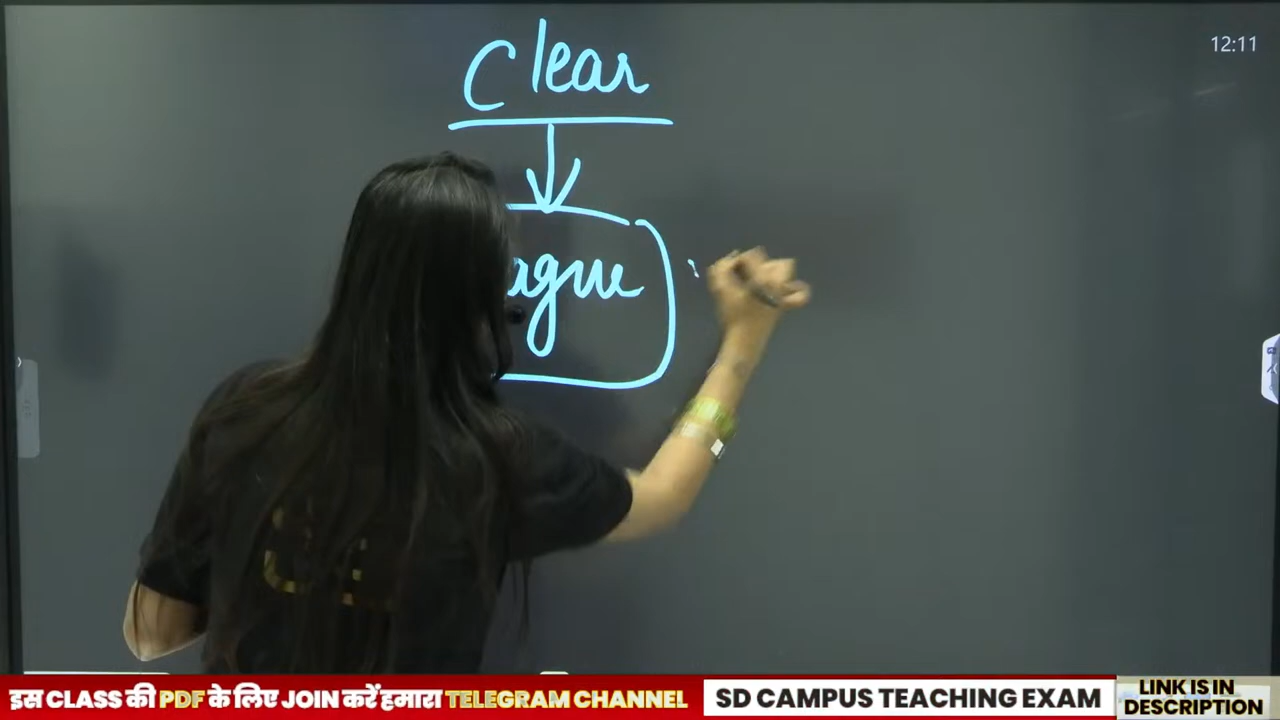 12:11
clear
ague
इस CLASS की PDF के लिए JOIN करें हमारा TELEGRAM CHANNEL
SD CAMPUS TEACHING EXAM
LINK IS IN
DESCRIPTION